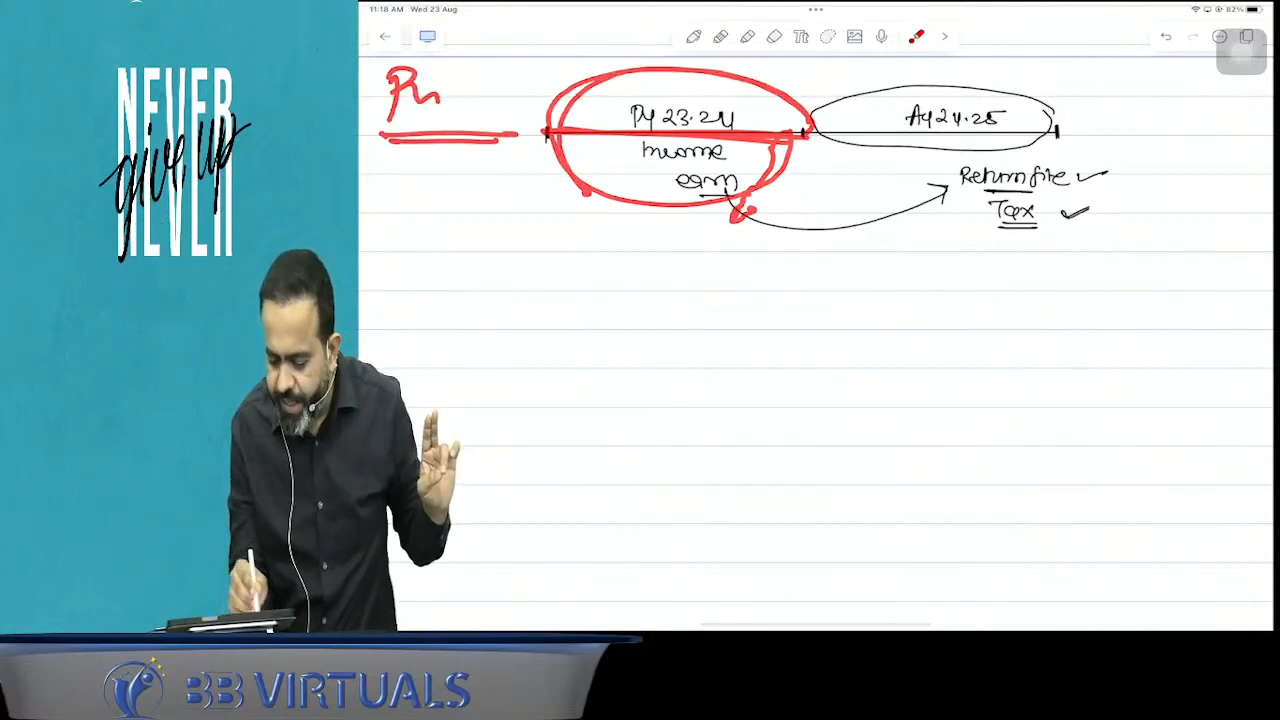 11:18 AM Wed 23 Aug
82%
NEVER
give up
NEVER
Tt
PY 23.24
AY 24.25
Income
earn
Return file
Tax
BB VIRTUALS